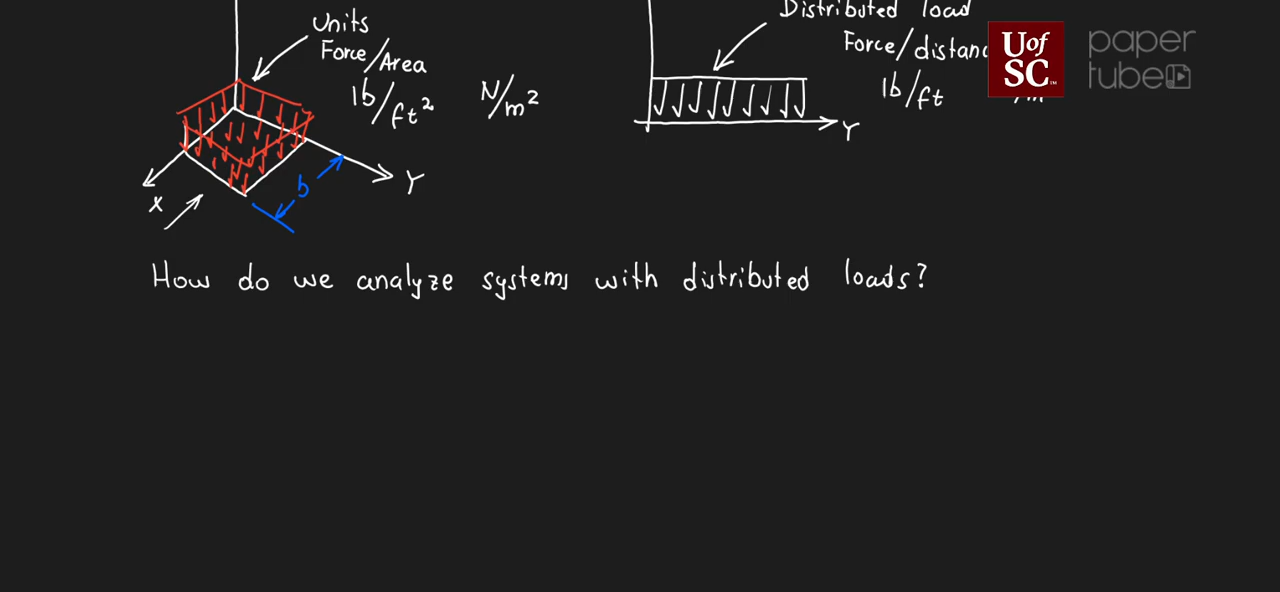 Units
Force/Area
lb/ft² N/m²
X
b
Y
Distributed load
Force/
lb/ft
Y
UofSC
paper
tube
How do we analyze systems with distributed loads?